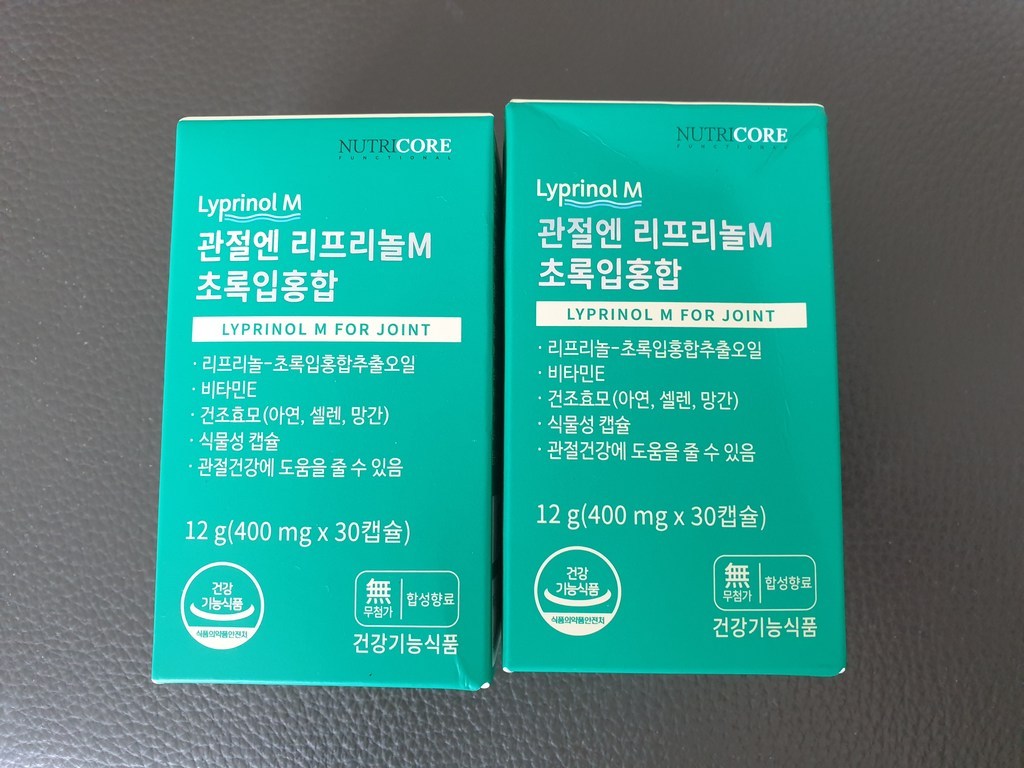 NUTRICORE
FUNCTIONAL
Lyprinol M
관절엔 리프리놀M
초록입홍합
LYPRINOL M FOR JOINT
· 리프리놀-초록입홍합추출오일
· 비타민E
· 건조효모(아연, 셀렌, 망간)
· 식물성 캡슐
· 관절건강에 도움을 줄 수 있음
12 g(400 mg x 30캡슐)
건강
기능식품
식품의약품안전처
無
무첨가
합성향료
건강기능식품
NUTRICORE
FUNCTIONAL
Lyprinol M
관절엔 리프리놀M
초록입홍합
LYPRINOL M FOR JOINT
· 리프리놀-초록입홍합추출오일
· 비타민E
· 건조효모(아연, 셀렌, 망간)
· 식물성 캡슐
· 관절건강에 도움을 줄 수 있음
12 g(400 mg x 30캡슐)
건강
기능식품
식품의약품안전처
無
무첨가
합성향료
건강기능식품